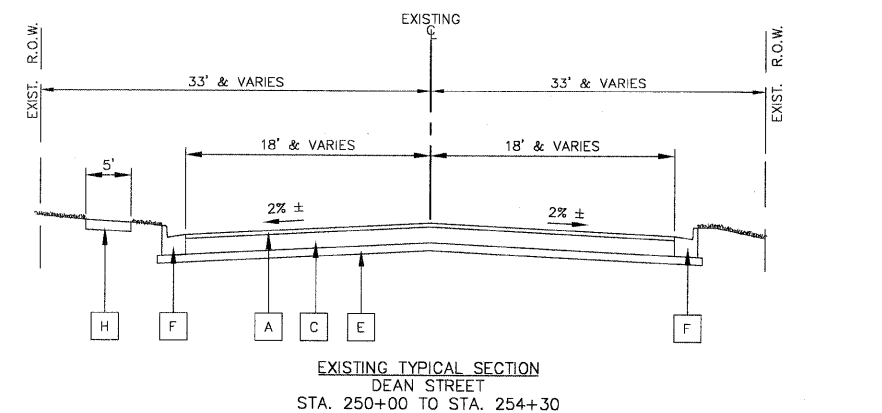 EXISTING
℄
EXIST. R.O.W.
EXIST. R.O.W.
33' & VARIES
33' & VARIES
18' & VARIES
18' & VARIES
5'
2% ±
2% ±
H
F
A
C
E
F
EXISTING TYPICAL SECTION
DEAN STREET
STA. 250+00 TO STA. 254+30